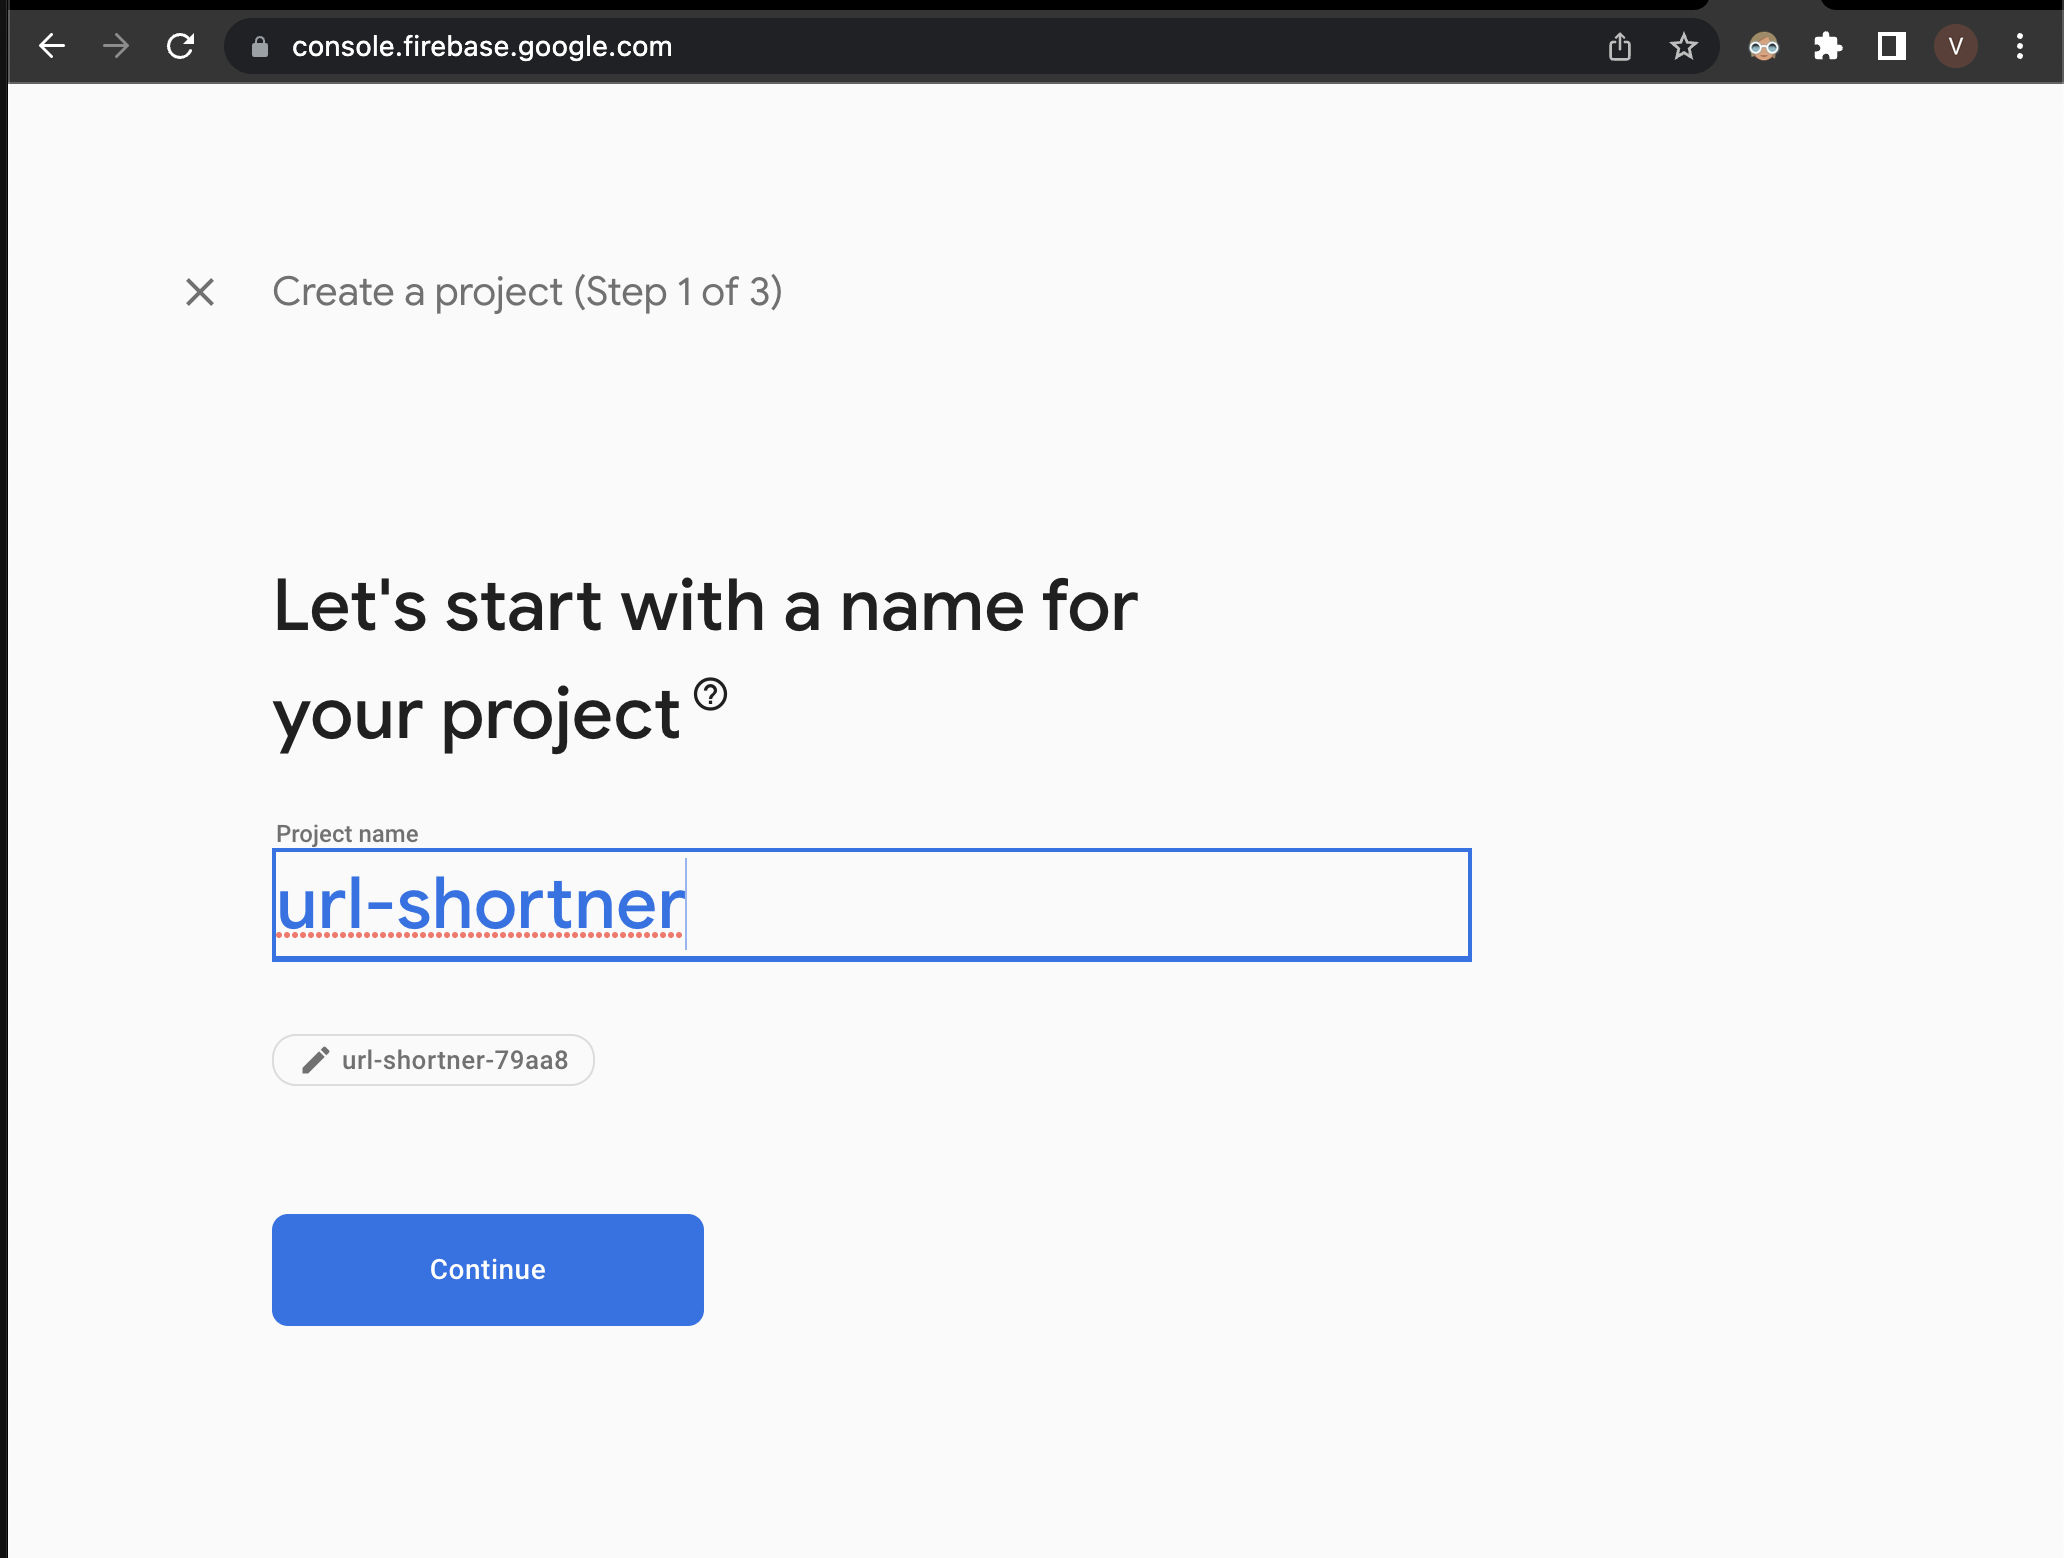 console.firebase.google.com
V
Create a project (Step 1 of 3)
Let's start with a name for
your project ?
Project name
url-shortner
url-shortner-79aa8
Continue